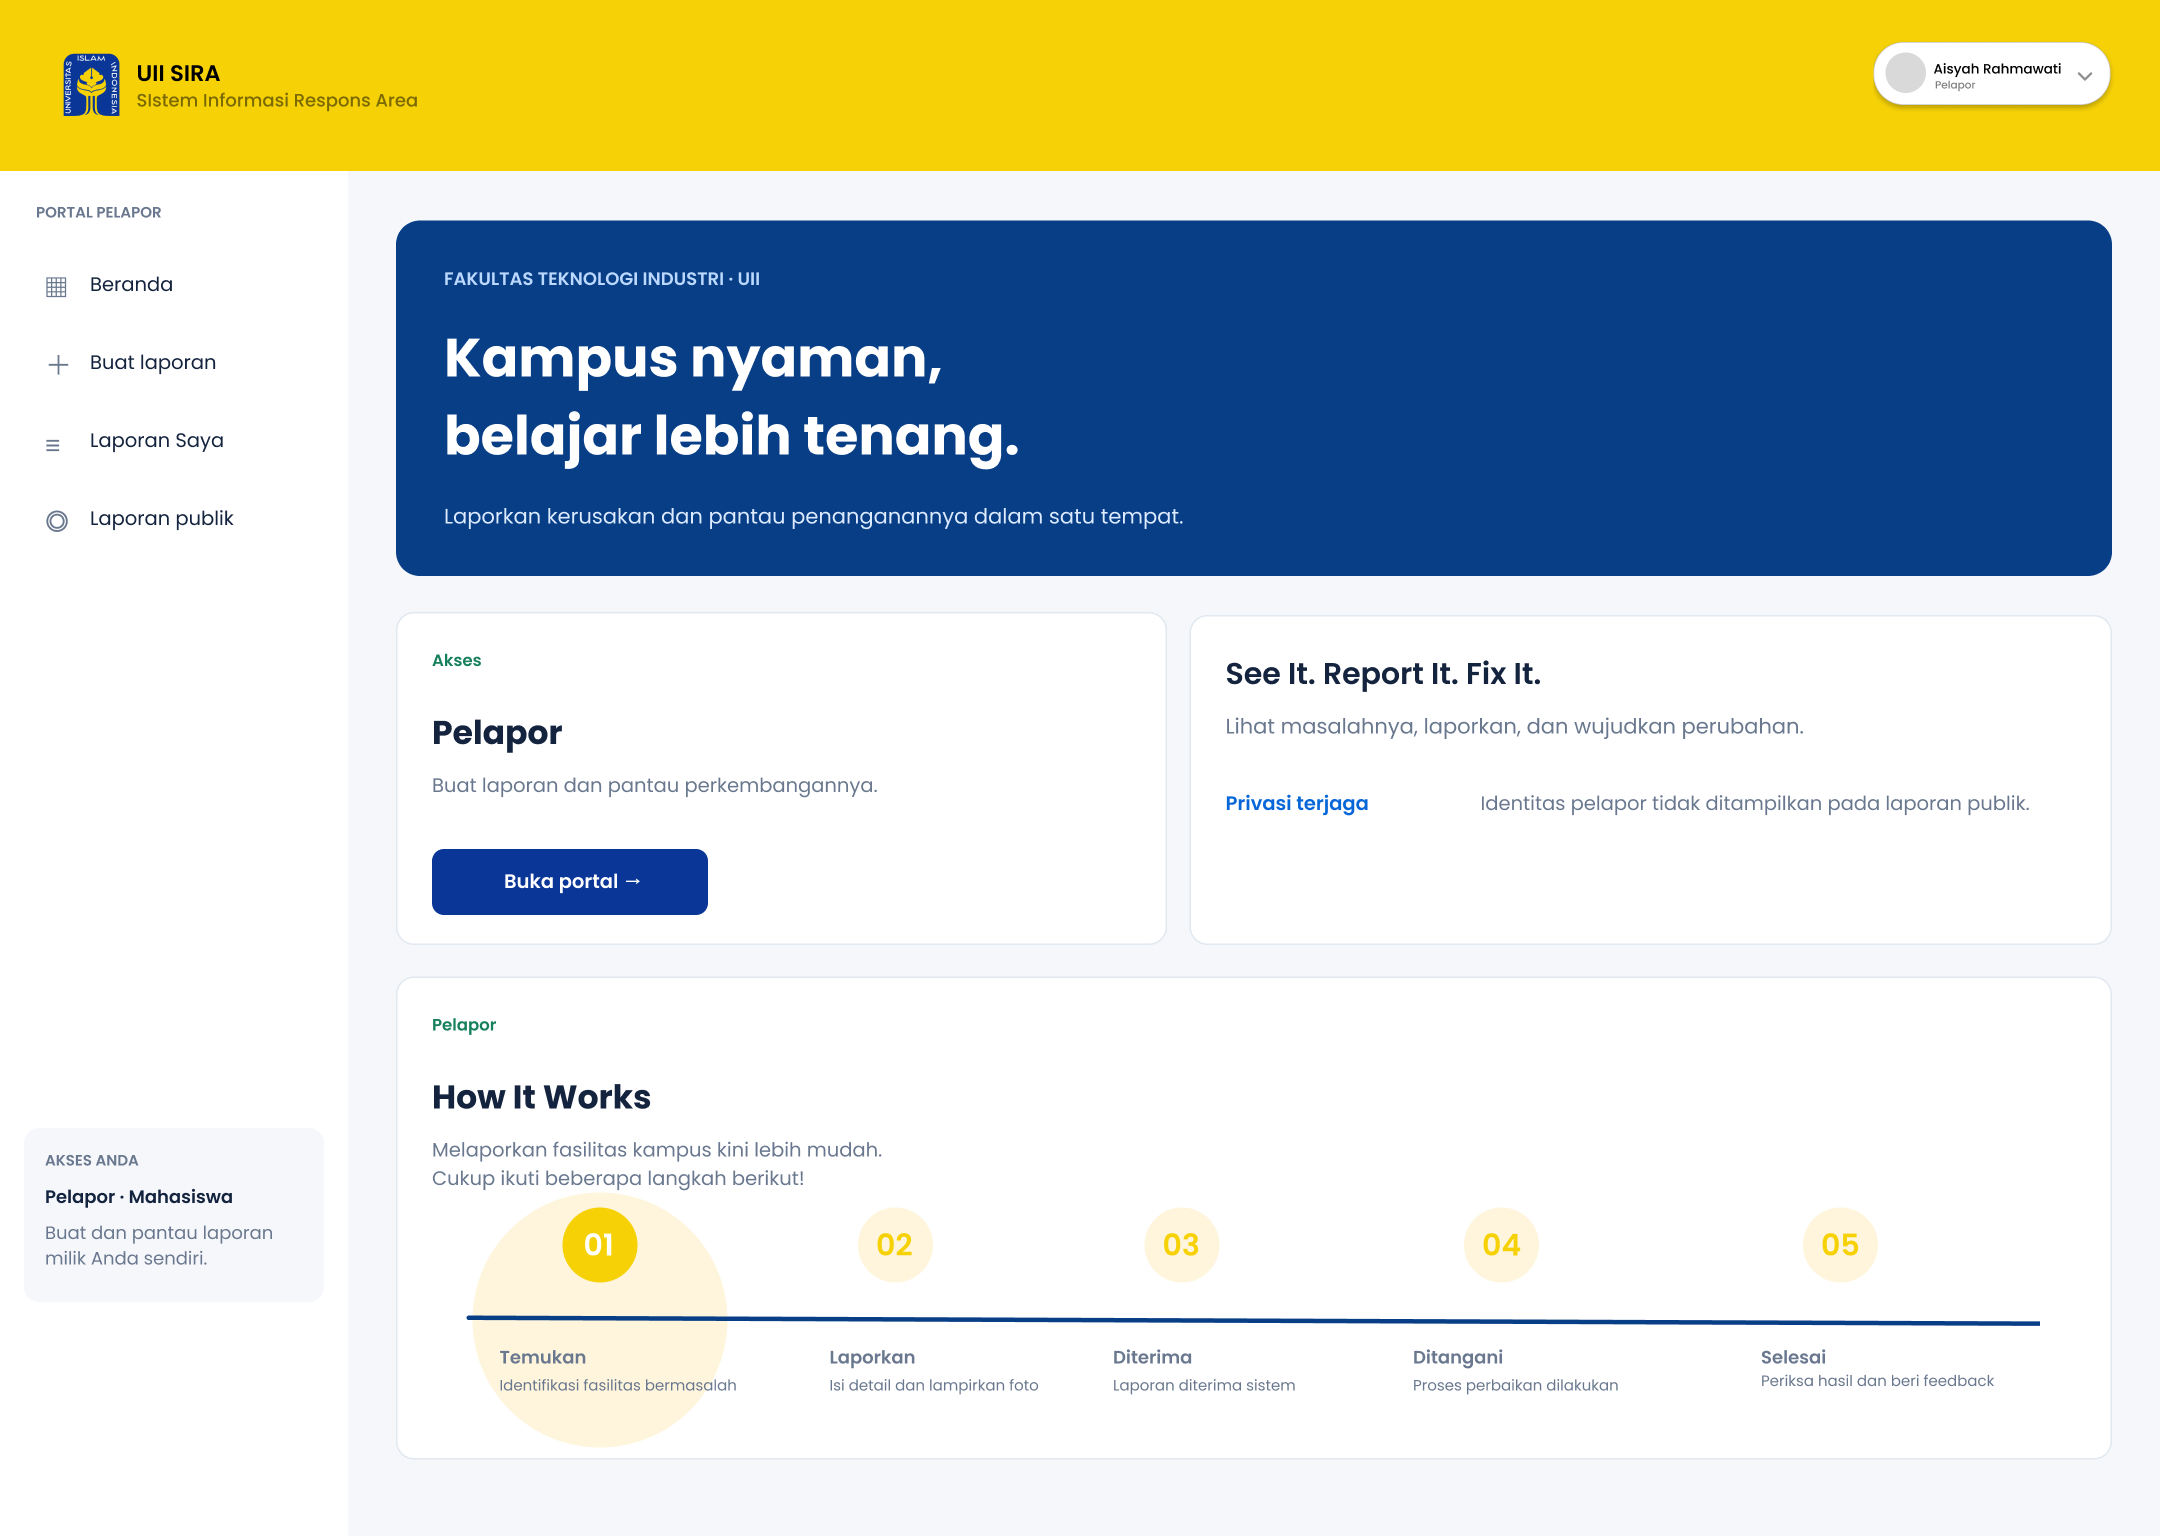 UNIVERSITAS ISLAM INDONESIA
UII SIRA
SIstem Informasi Respons Area
Aisyah Rahmawati
Pelapor
PORTAL PELAPOR
Beranda
Buat laporan
Laporan Saya
Laporan publik
AKSES ANDA
Pelapor · Mahasiswa
Buat dan pantau laporan
milik Anda sendiri.
FAKULTAS TEKNOLOGI INDUSTRI · UII
Kampus nyaman,
belajar lebih tenang.
Laporkan kerusakan dan pantau penanganannya dalam satu tempat.
Akses
Pelapor
Buat laporan dan pantau perkembangannya.
Buka portal →
See It. Report It. Fix It.
Lihat masalahnya, laporkan, dan wujudkan perubahan.
Privasi terjaga
Identitas pelapor tidak ditampilkan pada laporan publik.
Pelapor
How It Works
Melaporkan fasilitas kampus kini lebih mudah.
Cukup ikuti beberapa langkah berikut!
01
Temukan
Identifikasi fasilitas bermasalah
02
Laporkan
Isi detail dan lampirkan foto
03
Diterima
Laporan diterima sistem
04
Ditangani
Proses perbaikan dilakukan
05
Selesai
Periksa hasil dan beri feedback